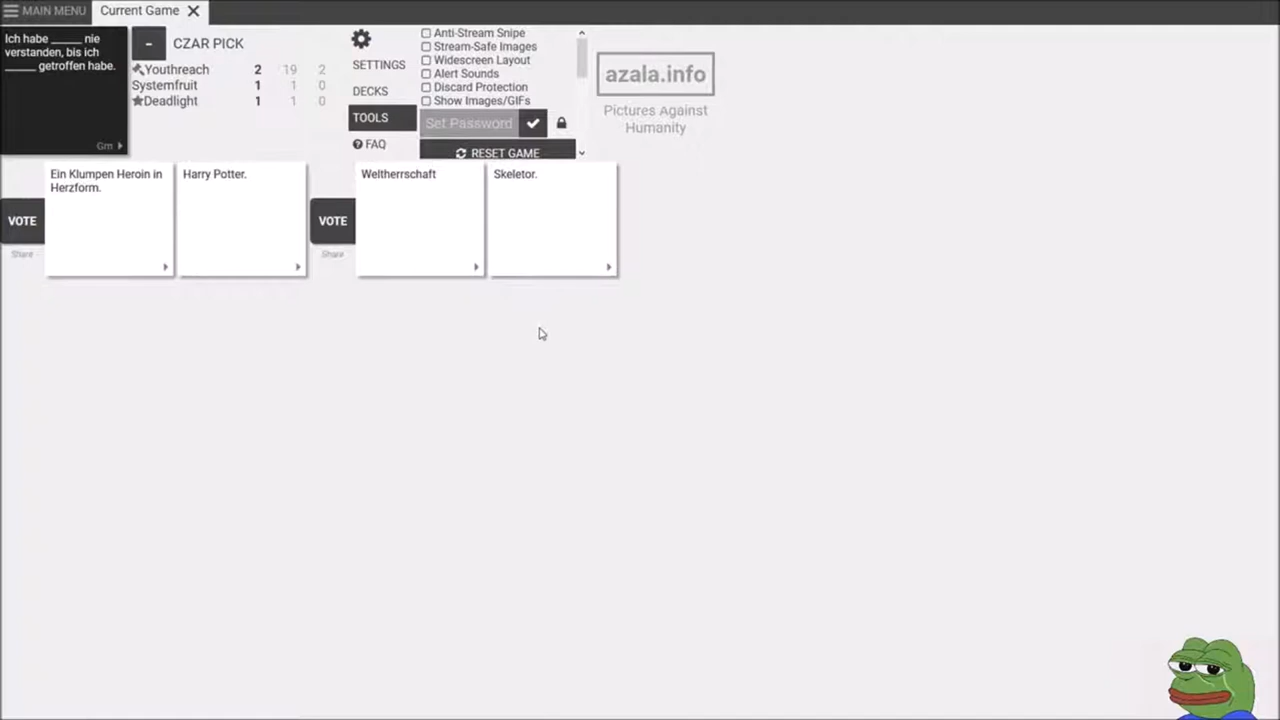 MAIN MENU
Current Game
Ich habe ______ nie
verstanden, bis ich
______ getroffen habe.
Grn
-
CZAR PICK
Youthreach 2 19 2
Systemfruit 1 1 0
Deadlight 1 1 0
SETTINGS
DECKS
TOOLS
FAQ
Anti-Stream Snipe
Stream-Safe Images
Widescreen Layout
Alert Sounds
Discard Protection
Show Images/GIFs
Set Password
RESET GAME
azala.info
Pictures Against
Humanity
VOTE
Share
Ein Klumpen Heroin in
Herzform.
Harry Potter.
VOTE
Share
Weltherrschaft
Skeletor.